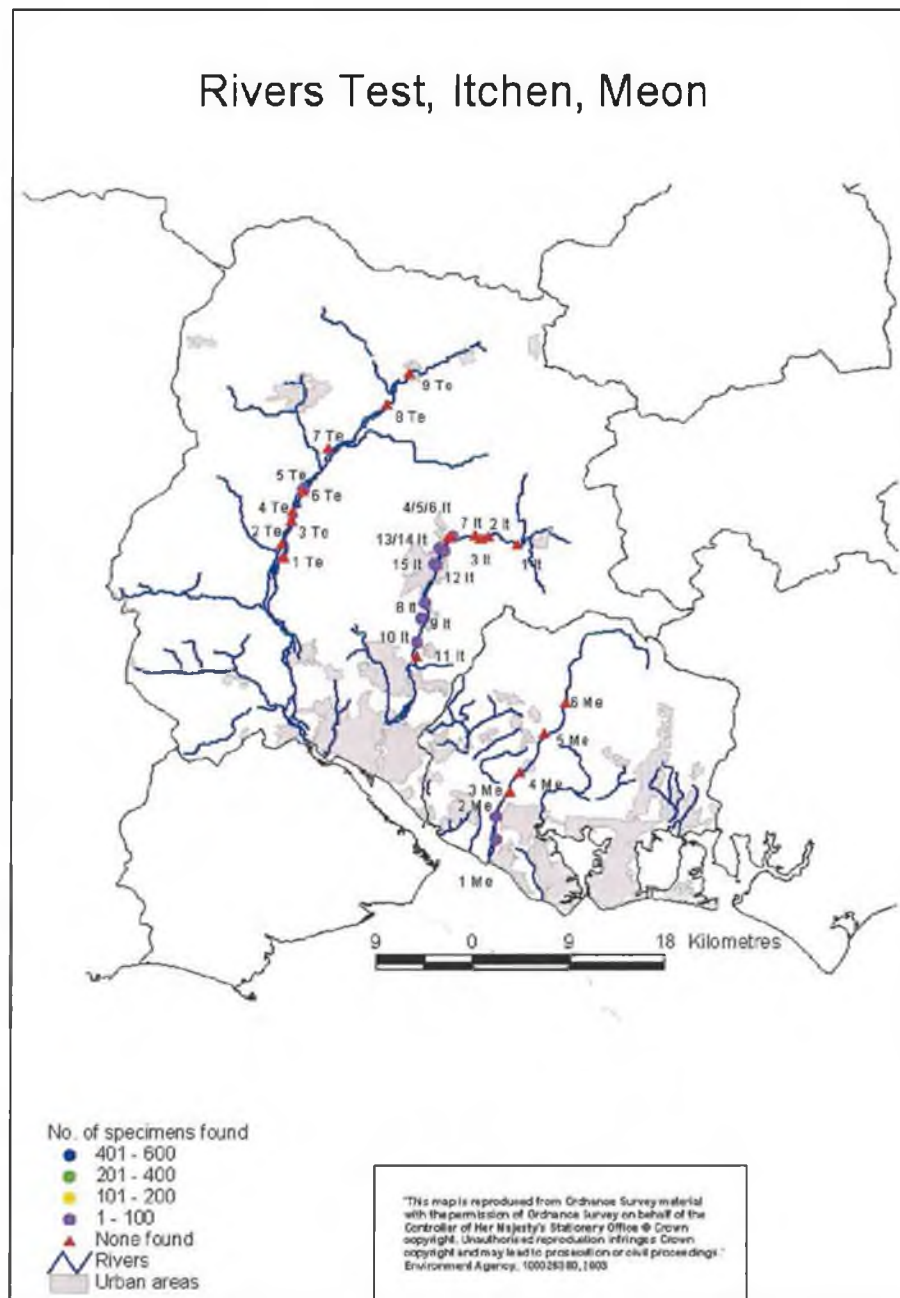 Rivers Test, Itchen, Meon
9 Te
8 Te
7 Te
5 Te
6 Te
4 Te
3 Te
2 Te
1 Te
4/5/6 It
7 It
2 It
13/14 It
3 It
1 It
15 It
12 It
8 It
9 It
10 It
11 It
6 Me
5 Me
4 Me
3 Me
2 Me
1 Me
9 0 9 18 Kilometres
No. of specimens found
401 - 600
201 - 400
101 - 200
1 - 100
None found
Rivers
Urban areas
"This map is reproduced from Ordnance Survey material
with the permission of Ordnance Survey on behalf of the
Controller of Her Majesty's Stationery Office © Crown
copyright. Unauthorised reproduction infringes Crown
copyright and may lead to prosecution or civil proceedings."
Environment Agency, 100026380, 2003